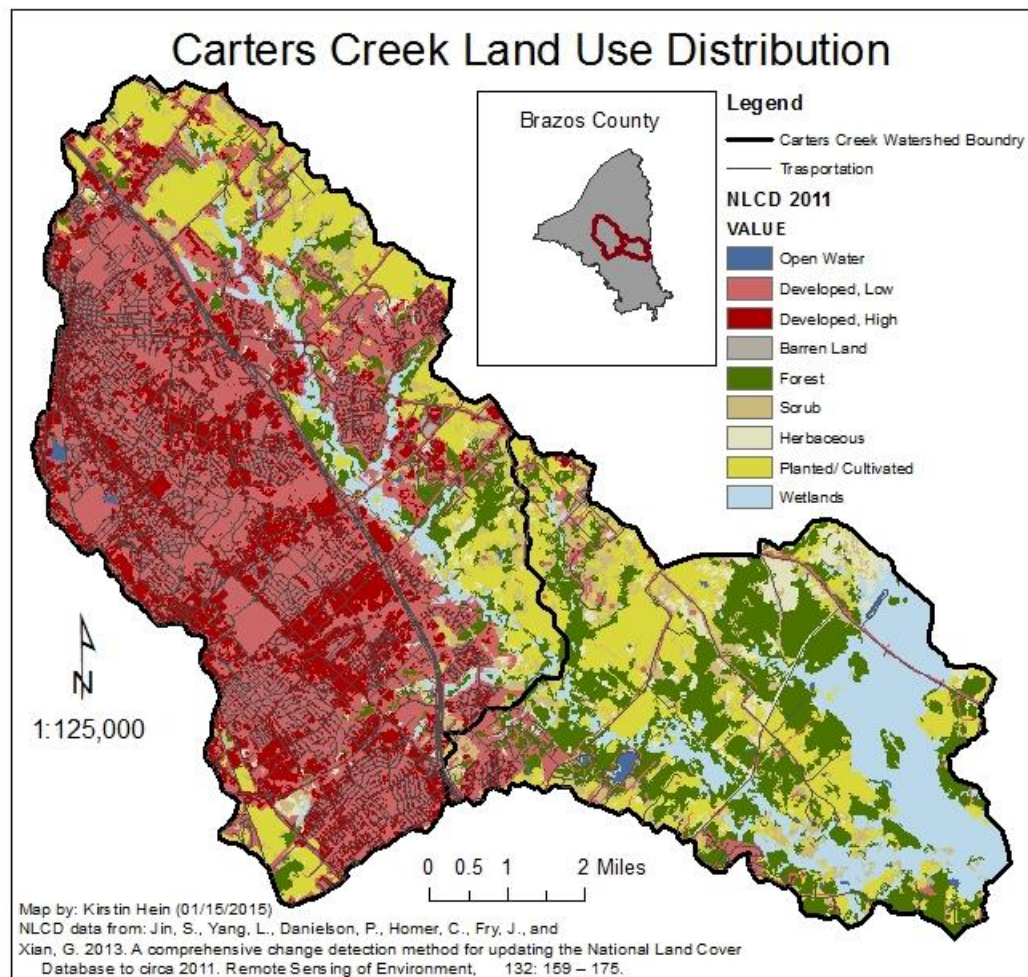 Carters Creek Land Use Distribution
Brazos County
Legend
Carters Creek Watershed Boundry
Trasportation
NLCD 2011
VALUE
Open Water
Developed, Low
Developed, High
Barren Land
Forest
Scrub
Herbaceous
Planted/ Cultivated
Wetlands
N
1:125,000
0 0.5 1 2 Miles
Map by: Kirstin Hein (01/15/2015)
NLCD data from: Jin, S., Yang, L., Danielson, P., Homer, C., Fry, J., and
Xian, G. 2013. A comprehensive change detection method for updating the National Land Cover
Database to circa 2011. Remote Sensing of Environment, 132: 159 – 175.